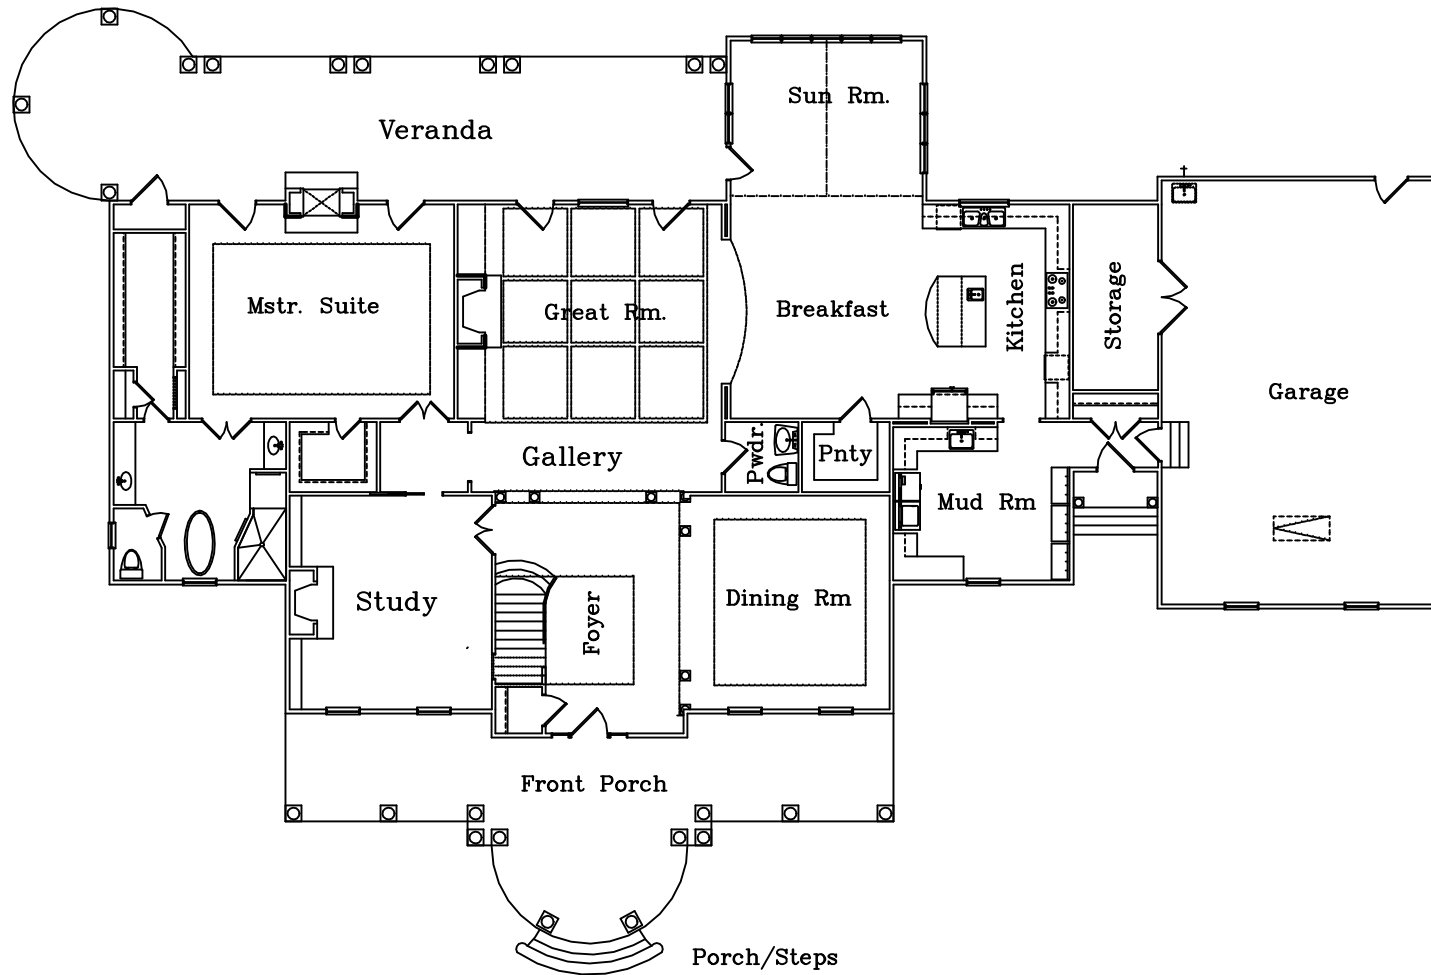 Sun Rm.
Veranda
Mstr. Suite
Great Rm.
Breakfast
Kitchen
Storage
Garage
Gallery
Pwdr.
Pnty
Mud Rm
Study
Foyer
Dining Rm
Front Porch
Porch/Steps